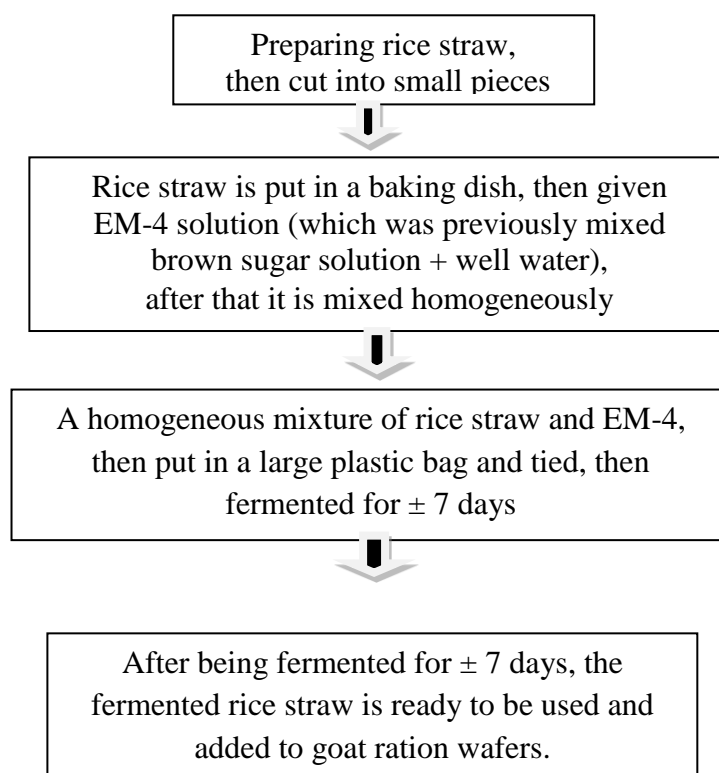 Preparing rice straw,
then cut into small pieces
Rice straw is put in a baking dish, then given
EM-4 solution (which was previously mixed
brown sugar solution + well water),
after that it is mixed homogeneously
A homogeneous mixture of rice straw and EM-4,
then put in a large plastic bag and tied, then
fermented for ± 7 days
After being fermented for ± 7 days, the
fermented rice straw is ready to be used and
added to goat ration wafers.